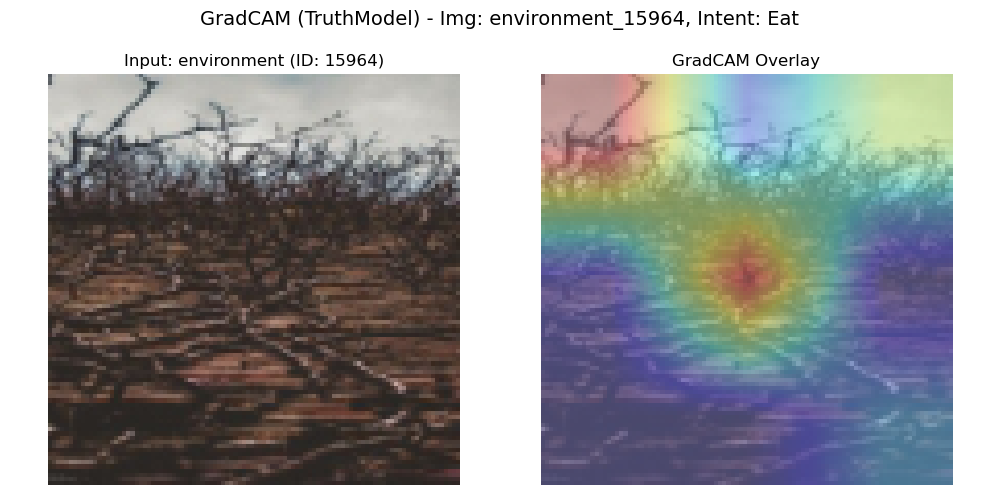 GradCAM (TruthModel) - Img: environment_15964, Intent: Eat
Input: environment (ID: 15964)
GradCAM Overlay